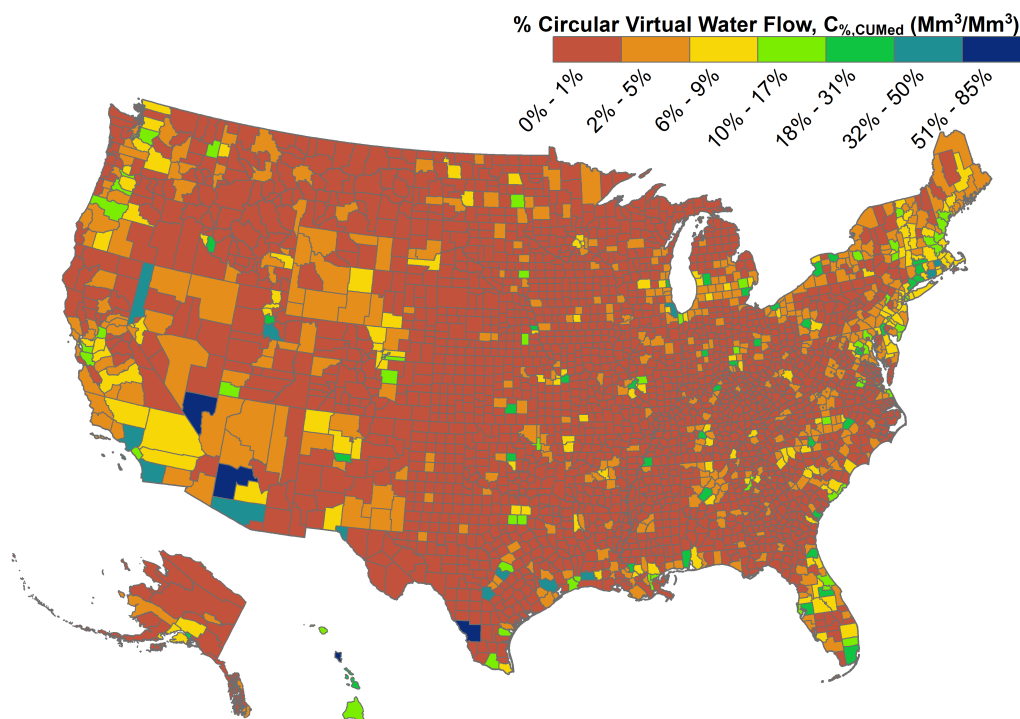 % Circular Virtual Water Flow, C%,CUMed (Mm³/Mm³)
0% - 1%
2% - 5%
6% - 9%
10% - 17%
18% - 31%
32% - 50%
51% - 85%